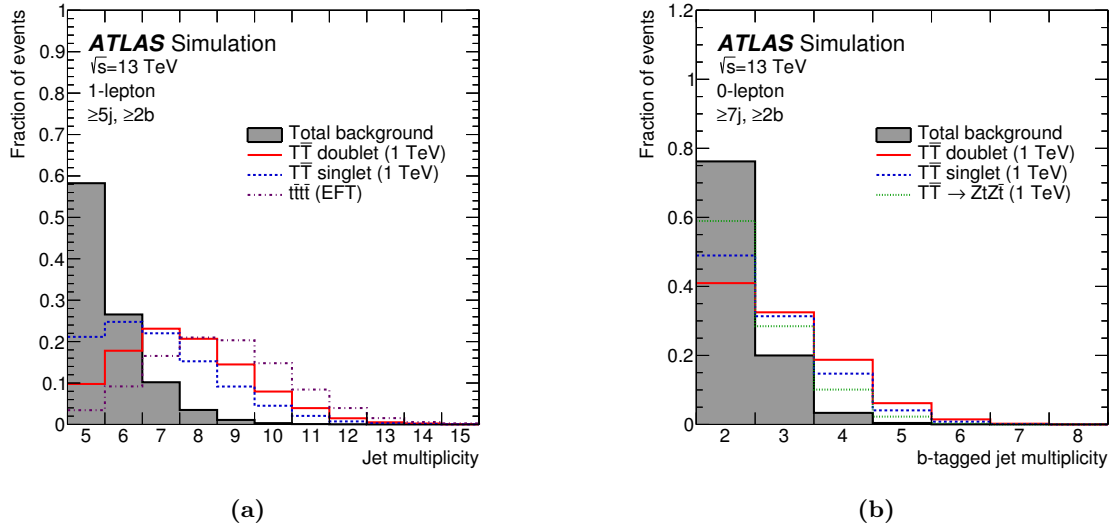 ATLAS Simulation
√s=13 TeV
1-lepton
≥5j, ≥2b
Total background
TT̅ doublet (1 TeV)
TT̅ singlet (1 TeV)
tt̅tt̅ (EFT)
Fraction of events
1
0.9
0.8
0.7
0.6
0.5
0.4
0.3
0.2
0.1
0
5 6 7 8 9 10 11 12 13 14 15
Jet multiplicity
(a)
ATLAS Simulation
√s=13 TeV
0-lepton
≥7j, ≥2b
Total background
TT̅ doublet (1 TeV)
TT̅ singlet (1 TeV)
TT̅ → ZtZt̅ (1 TeV)
Fraction of events
1.2
1
0.8
0.6
0.4
0.2
0
2 3 4 5 6 7 8
b-tagged jet multiplicity
(b)